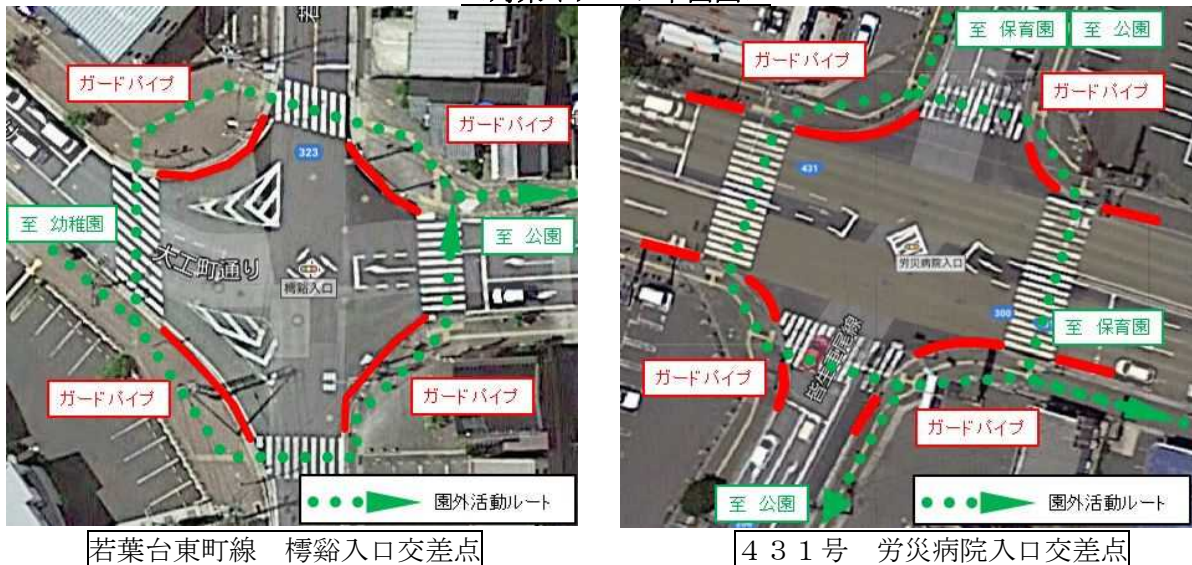 ガードパイプ
ガードパイプ
323
至 幼稚園
至 公園
大工町通り
樗谿入口
ガードパイプ
ガードパイプ
園外活動ルート
若葉台東町線 樗谿入口交差点
至 保育園
至 公園
ガードパイプ
ガードパイプ
431
労災病院入口
300
至 保育園
皆生車尾線
ガードパイプ
ガードパイプ
至 公園
園外活動ルート
431号 労災病院入口交差点